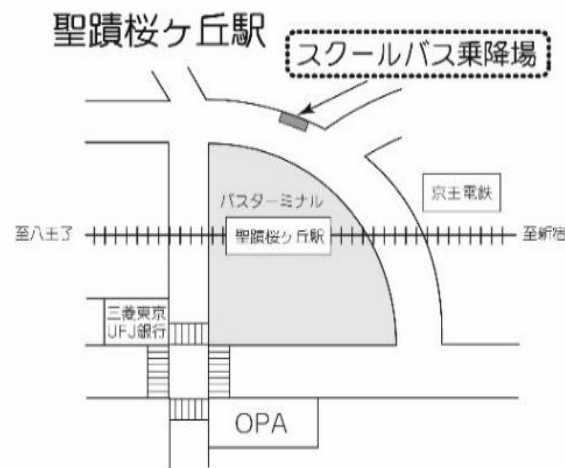 聖蹟桜ヶ丘駅
スクールバス乗降場
バスターミナル
京王電鉄
至八王子
聖蹟桜ヶ丘駅
至新宿
三菱東京
UFJ銀行
OPA